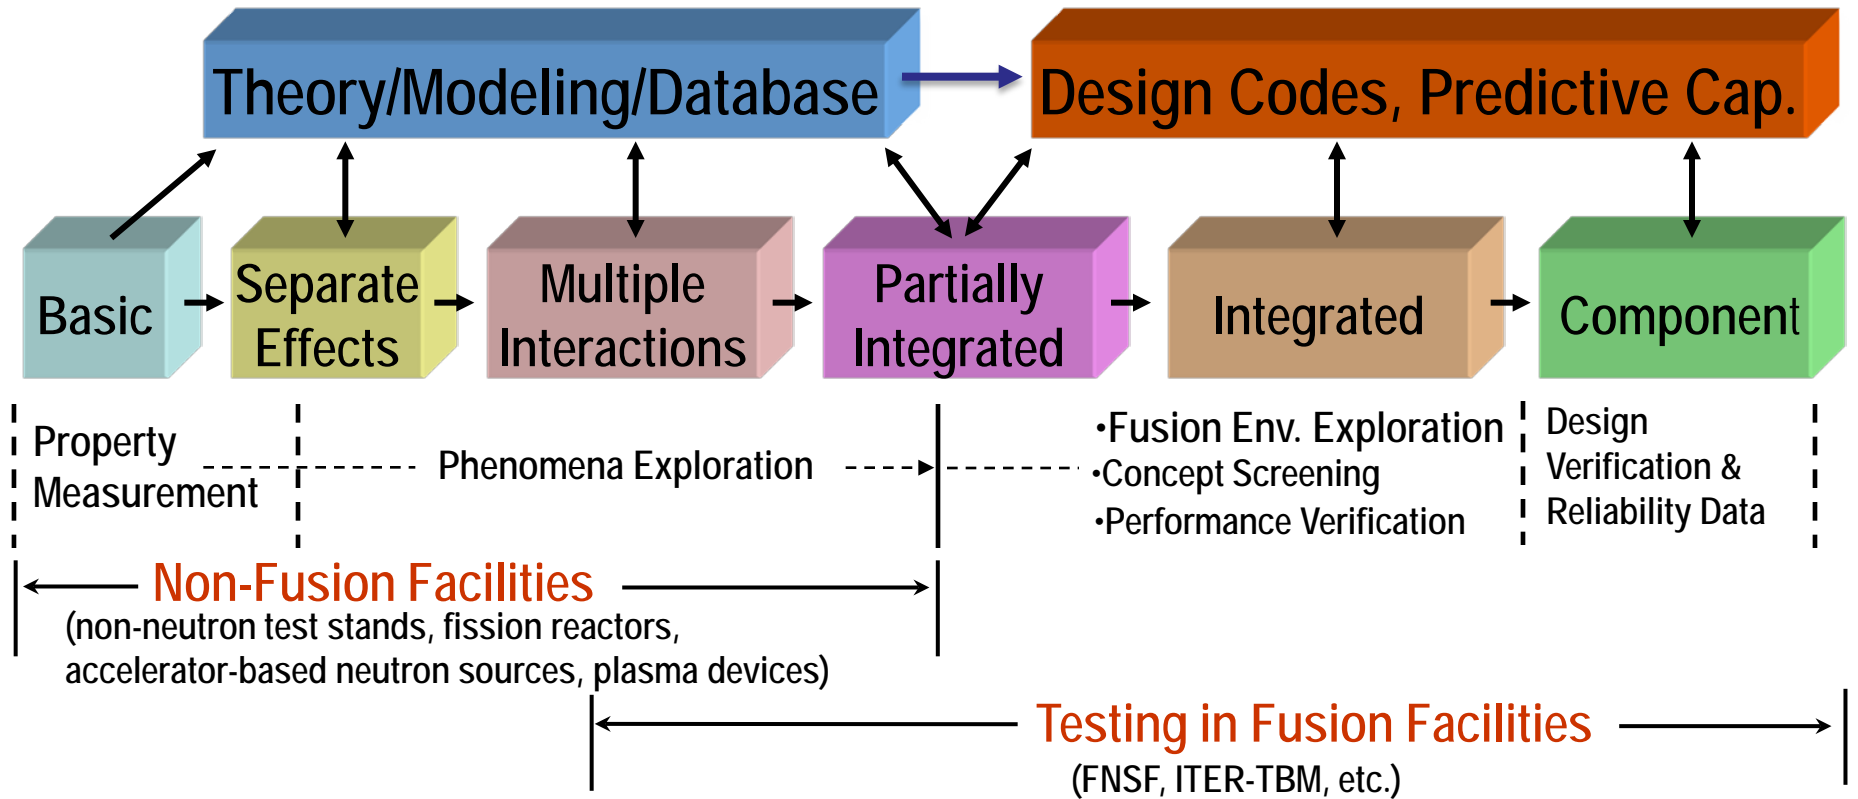 Theory/Modeling/Database
Design Codes, Predictive Cap.
Basic
Separate
Effects
Multiple
Interactions
Partially
Integrated
Integrated
Component
Property
Measurement
Phenomena Exploration
•Fusion Env. Exploration
•Concept Screening
•Performance Verification
Design
Verification &
Reliability Data
Non-Fusion Facilities
(non-neutron test stands, fission reactors,
accelerator-based neutron sources, plasma devices)
Testing in Fusion Facilities
(FNSF, ITER-TBM, etc.)